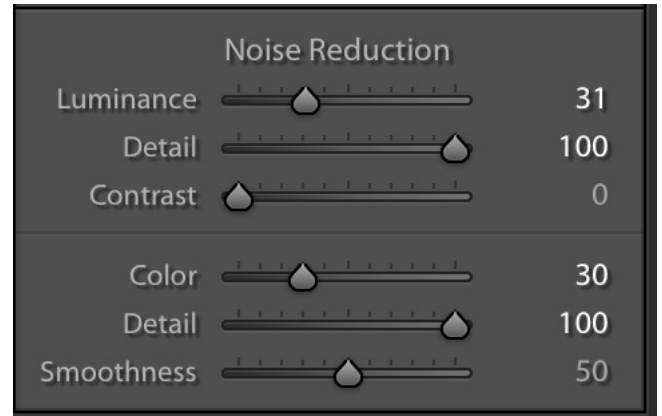 Noise Reduction
Luminance 31
Detail 100
Contrast 0
Color 30
Detail 100
Smoothness 50